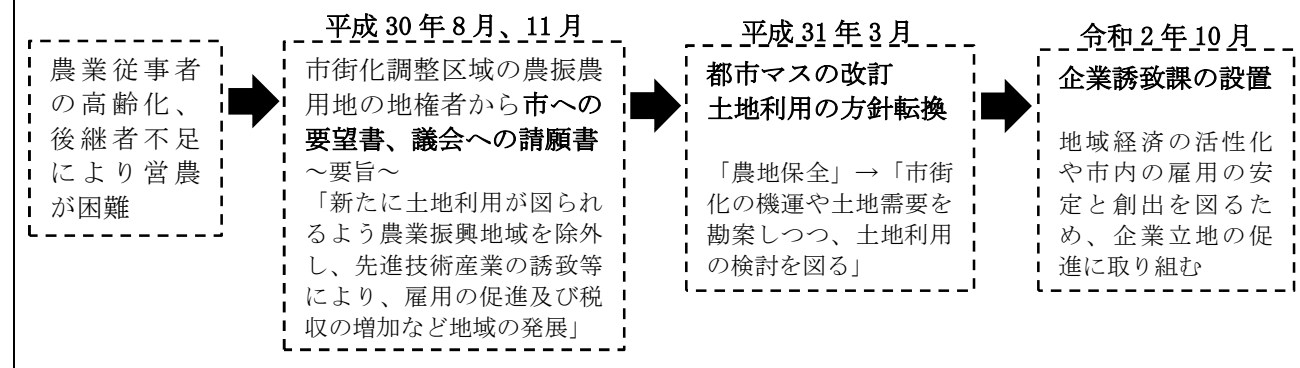 農業従事者
の高齢化、
後継者不足
により営農
が困難
平成 30 年 8 月、11 月
市街化調整区域の農振農
用地の地権者から市への
要望書、議会への請願書
～要旨～
「新たに土地利用が図られ
るよう農業振興地域を除外
し、先進技術産業の誘致等
により、雇用の促進及び税
収の増加など地域の発展」
平成 31 年 3 月
都市マスの改訂
土地利用の方針転換
「農地保全」→「市街
化の機運や土地需要を
勘案しつつ、土地利用
の検討を図る」
令和 2 年 10 月
企業誘致課の設置
地域経済の活性化
や市内の雇用の安
定と創出を図るた
め、企業立地の促
進に取り組む